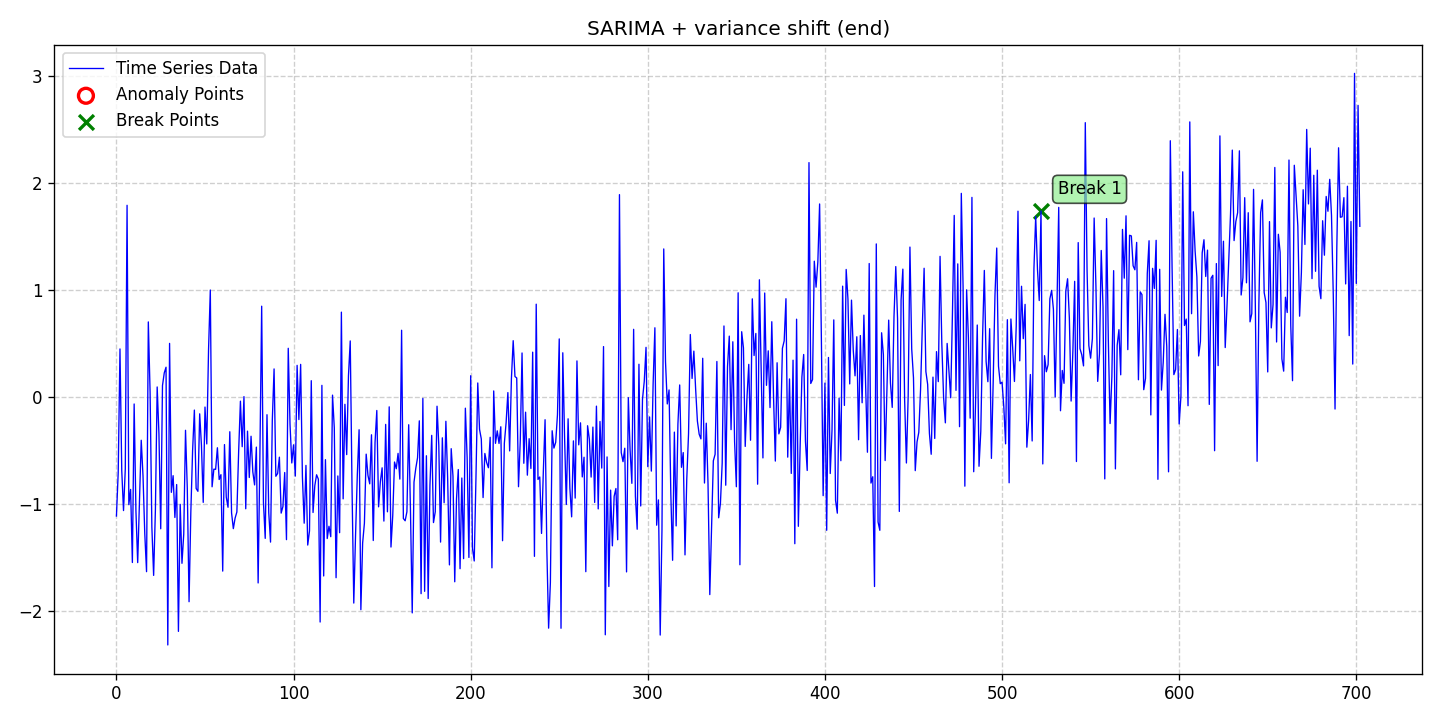 SARIMA + variance shift (end)
Time Series Data
Anomaly Points
Break Points
Break 1
3
2
1
0
−1
−2
0
100
200
300
400
500
600
700